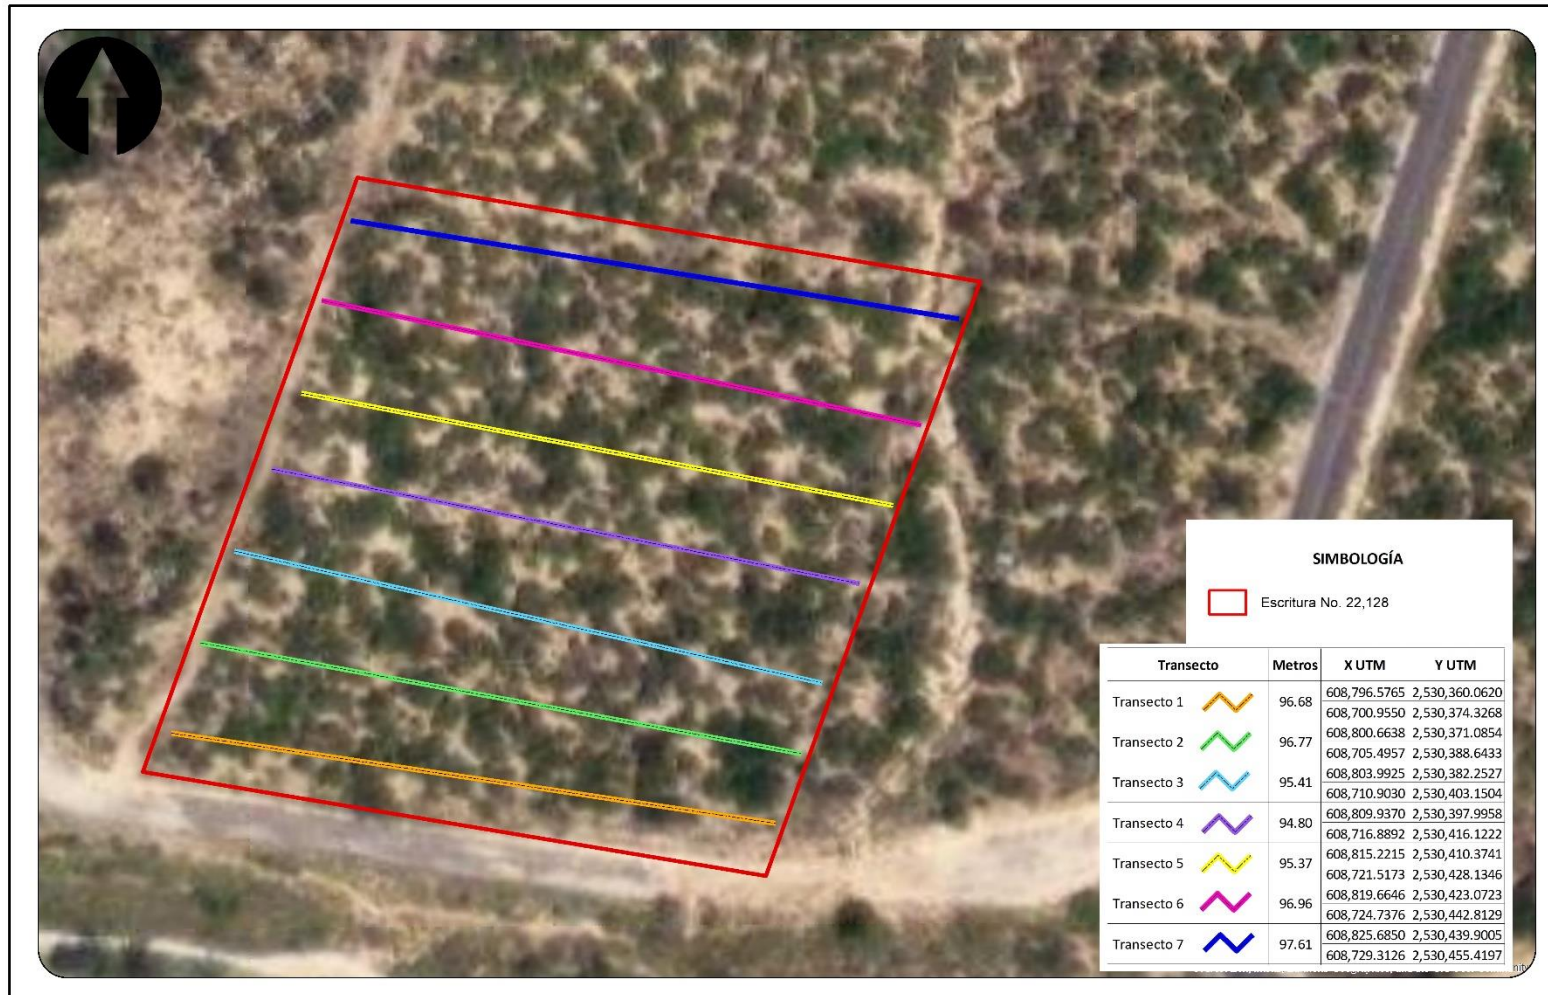 SIMBOLOGÍA
Escritura No. 22,128
Transecto Metros X UTM Y UTM
Transecto 1 96.68 608,796.5765 2,530,360.0620
608,700.9550 2,530,374.3268
Transecto 2 96.77 608,800.6638 2,530,371.0854
608,705.4957 2,530,388.6433
Transecto 3 95.41 608,803.9925 2,530,382.2527
608,710.9030 2,530,403.1504
Transecto 4 94.80 608,809.9370 2,530,397.9958
608,716.8892 2,530,416.1222
Transecto 5 95.37 608,815.2215 2,530,410.3741
608,721.5173 2,530,428.1346
Transecto 6 96.96 608,819.6646 2,530,423.0723
608,724.7376 2,530,442.8129
Transecto 7 97.61 608,825.6850 2,530,439.9005
608,729.3126 2,530,455.4197